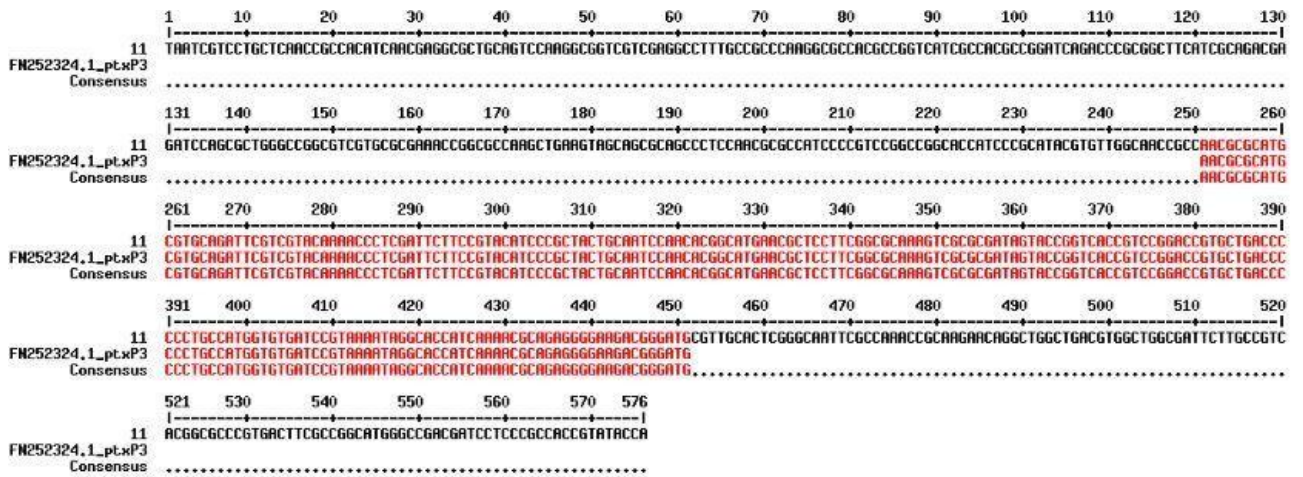 1 10 20 30 40 50 60 70 80 90 100 110 120 130
|--------+---------+---------+---------+---------+---------+---------+---------+---------+---------+---------+---------+---------|
11 TAATCGTCCTGCTCAACCGCCACATCAACGAGGCGCTGCAGTCCAAGGCGGTCGTCGAGGCCTTTGCCGCCCAAGGCGCCACGCCGGTCATCGCCACGCCGGATCAGACCCGCGGCTTCATCGCAGACGA
FN252324.1_ptxP3
Consensus ..................................................................................................................................
131 140 150 160 170 180 190 200 210 220 230 240 250 260
|--------+---------+---------+---------+---------+---------+---------+---------+---------+---------+---------+---------+---------|
11 GATCCAGCGCTGGGCCGGCGTCGTGCGCGAAACCGGCGCCAAGCTGAAGTAGCAGCGCAGCCCTCCAACGCGCCATCCCCGTCCGGCCGGCACCATCCCGCATACGTGTTGGCAACCGCCAACGCGCATG
FN252324.1_ptxP3 AACGCGCATG
Consensus ........................................................................................................................AACGCGCATG
261 270 280 290 300 310 320 330 340 350 360 370 380 390
|--------+---------+---------+---------+---------+---------+---------+---------+---------+---------+---------+---------+---------|
11 CGTGCAGATTCGTCGTACAAAACCCTCGATTCTTCCGTACATCCCGCTACTGCAATCCAACACGGCATGAACGCTCCTTCGGCGCAAAGTCGCGCGATAGTACCGGTCACCGTCCGGACCGTGCTGACCC
FN252324.1_ptxP3 CGTGCAGATTCGTCGTACAAAACCCTCGATTCTTCCGTACATCCCGCTACTGCAATCCAACACGGCATGAACGCTCCTTCGGCGCAAAGTCGCGCGATAGTACCGGTCACCGTCCGGACCGTGCTGACCC
Consensus CGTGCAGATTCGTCGTACAAAACCCTCGATTCTTCCGTACATCCCGCTACTGCAATCCAACACGGCATGAACGCTCCTTCGGCGCAAAGTCGCGCGATAGTACCGGTCACCGTCCGGACCGTGCTGACCC
391 400 410 420 430 440 450 460 470 480 490 500 510 520
|--------+---------+---------+---------+---------+---------+---------+---------+---------+---------+---------+---------+---------|
11 CCCTGCCATGGTGTGATCCGTAAAATAGGCACCATCAAAACGCAGAGGGGAAGACGGGATGCGTTGCACTCGGGCAATTCGCCAAACCGCAAGAACAGGCTGGCTGACGTGGCTGGCGATTCTTGCCGTC
FN252324.1_ptxP3 CCCTGCCATGGTGTGATCCGTAAAATAGGCACCATCAAAACGCAGAGGGGAAGACGGGATG
Consensus CCCTGCCATGGTGTGATCCGTAAAATAGGCACCATCAAAACGCAGAGGGGAAGACGGGATG.....................................................................
521 530 540 550 560 570 576
|--------+---------+---------+---------+---------+-----|
11 ACGGCGCCCGTGACTTCGCCGGCATGGGCCGACGATCCTCCCGCCACCGTATACCA
FN252324.1_ptxP3
Consensus ........................................................